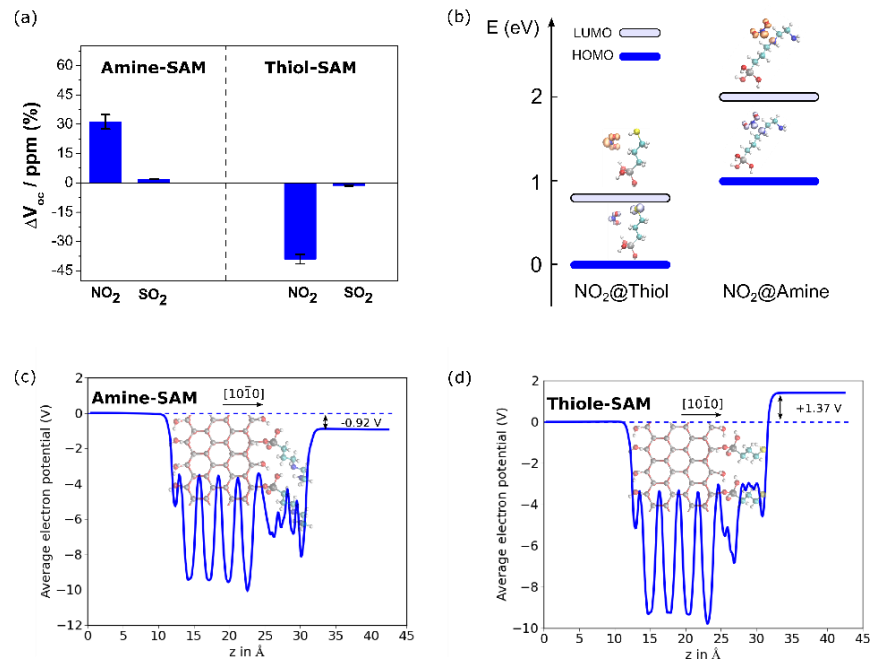 (a)
Amine-SAM
Thiol-SAM
ΔVoc / ppm (%)
60
45
30
15
0
-15
-30
-45
NO2
SO2
NO2
SO2
(b)
E (eV)
LUMO
HOMO
2
1
0
NO2@Thiol
NO2@Amine
(c)
Amine-SAM
[101̄0]
-0.92 V
Average electron potential (V)
2
0
−2
−4
−6
−8
−10
−12
0 5 10 15 20 25 30 35 40 45
z in Å
(d)
Thiole-SAM
[101̄0]
+1.37 V
Average electron potential (V)
2
0
−2
−4
−6
−8
−10
0 5 10 15 20 25 30 35 40 45
z in Å